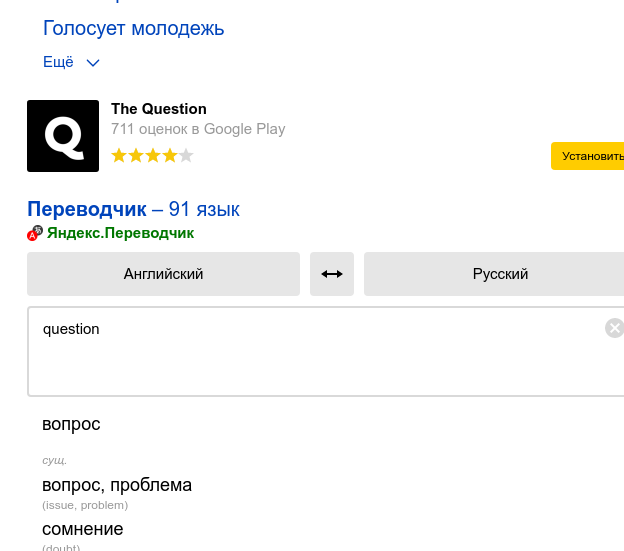 Голосует молодежь
Ещё
The Question
711 оценок в Google Play
Установить
Переводчик – 91 язык
Яндекс.Переводчик
Английский
Русский
question
вопрос
сущ.
вопрос, проблема
(issue, problem)
сомнение
(doubt)